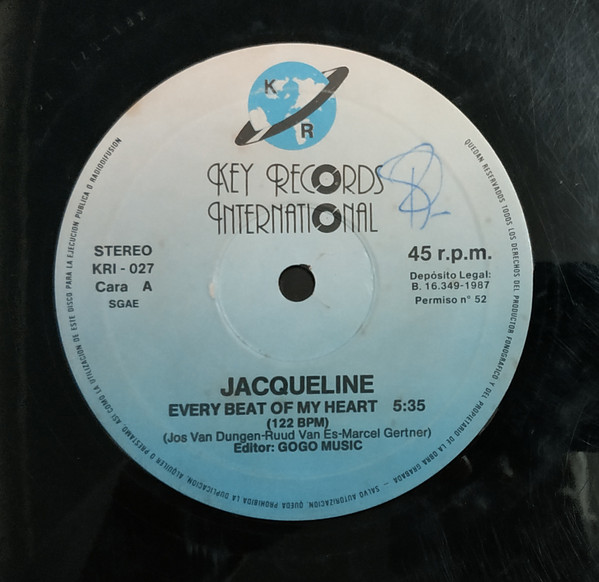 K
R
KEY RECORDS
INTERNATIONAL
STEREO
KRI - 027
Cara A
SGAE
45 r.p.m.
Depósito Legal:
B. 16.349-1987
Permiso n° 52
JACQUELINE
EVERY BEAT OF MY HEART 5:35
(122 BPM)
(Jos Van Dungen-Ruud Van Es-Marcel Gertner)
Editor: GOGO MUSIC
QUEDAN RESERVADOS TODOS LOS DERECHOS DEL PRODUCTOR FONOGRAFICO Y DEL PROPIETARIO DE LA OBRA GRABADA - SALVO AUTORIZACION, QUEDA PROHIBIDA LA DUPLICACION, ALQUILER O PRESTAMO, ASI COMO LA UTILIZACION DE ESTE DISCO PARA LA EJECUCION PUBLICA O RADIODIFUSION